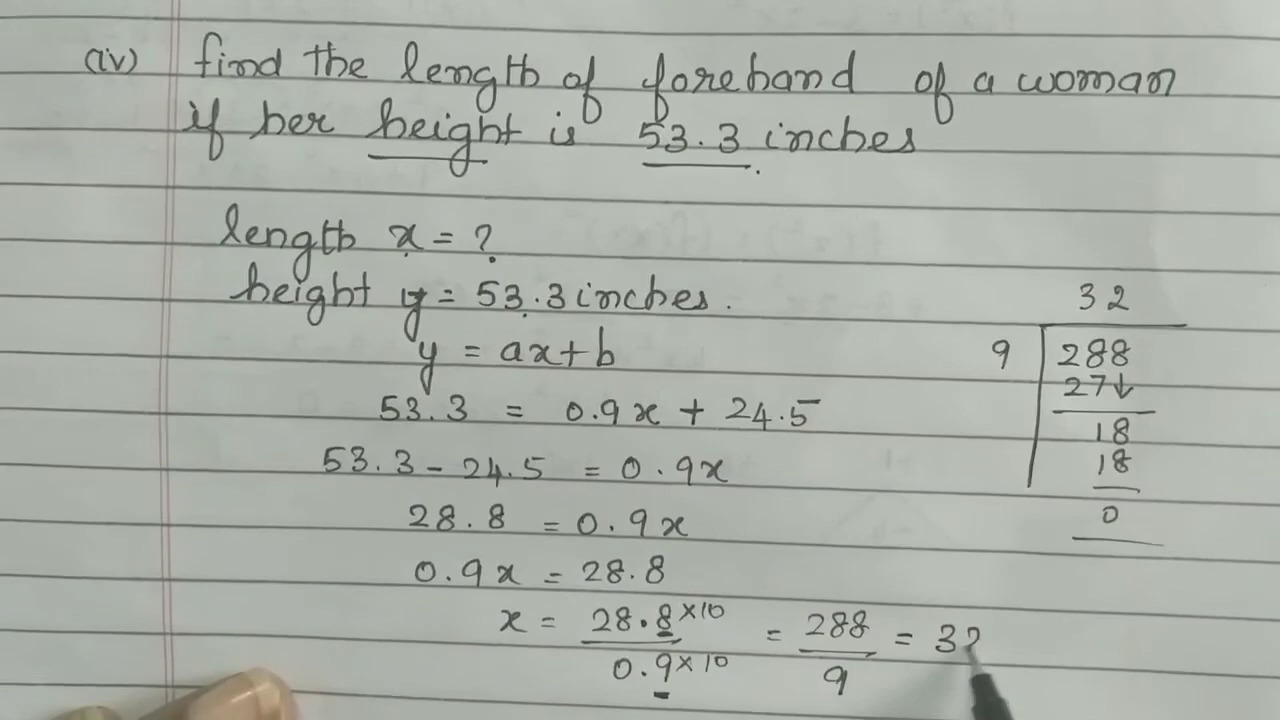 (iv) find the length of forehand of a woman
if her height is 53.3 inches.
length x = ?
height y = 53.3 inches.
y = ax+b
53.3 = 0.9x + 24.5
53.3 - 24.5 = 0.9x
28.8 = 0.9x
0.9x = 28.8
x = 28.8×10 / 0.9×10 = 288 / 9 = 32
32
9 288
27↓
18
18
0